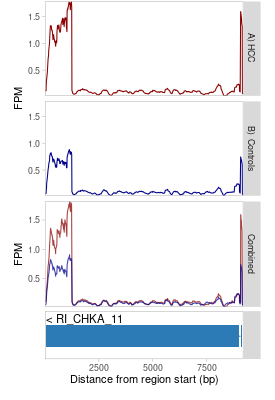 1.5
1.0
0.5
A) HCC
FPM
1.5
1.0
0.5
B) Controls
1.5
1.0
0.5
FPM
Combined
< RI_CHKA_11
2500
5000
7500
Distance from region start (bp)